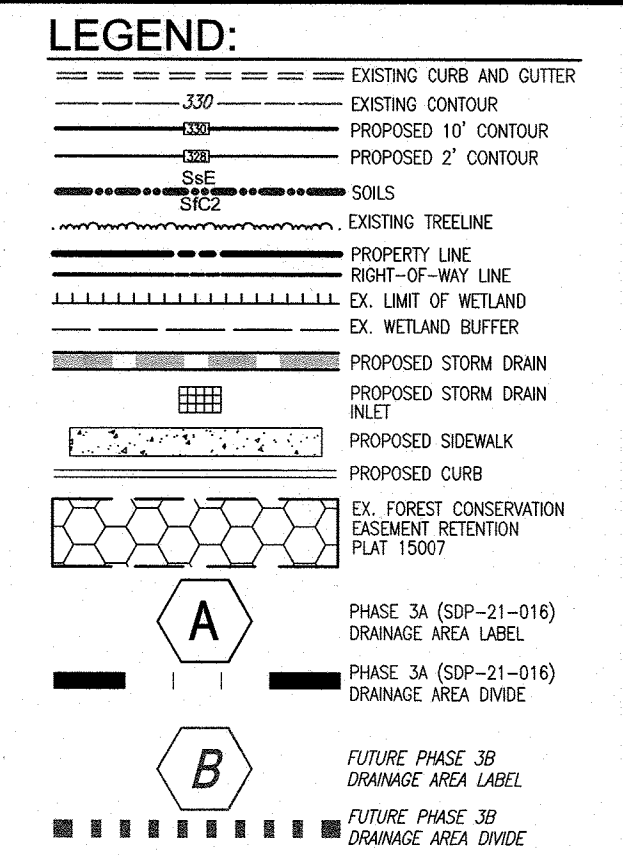 LEGEND:
EXISTING CURB AND GUTTER
330 EXISTING CONTOUR
330 PROPOSED 10' CONTOUR
328 PROPOSED 2' CONTOUR
SsE
SOILS
SfC2
EXISTING TREELINE
PROPERTY LINE
RIGHT-OF-WAY LINE
EX. LIMIT OF WETLAND
EX. WETLAND BUFFER
PROPOSED STORM DRAIN
PROPOSED STORM DRAIN
INLET
PROPOSED SIDEWALK
PROPOSED CURB
EX. FOREST CONSERVATION
EASEMENT RETENTION
PLAT 15007
A
PHASE 3A (SDP-21-016)
DRAINAGE AREA LABEL
PHASE 3A (SDP-21-016)
DRAINAGE AREA DIVIDE
B
FUTURE PHASE 3B
DRAINAGE AREA LABEL
FUTURE PHASE 3B
DRAINAGE AREA DIVIDE